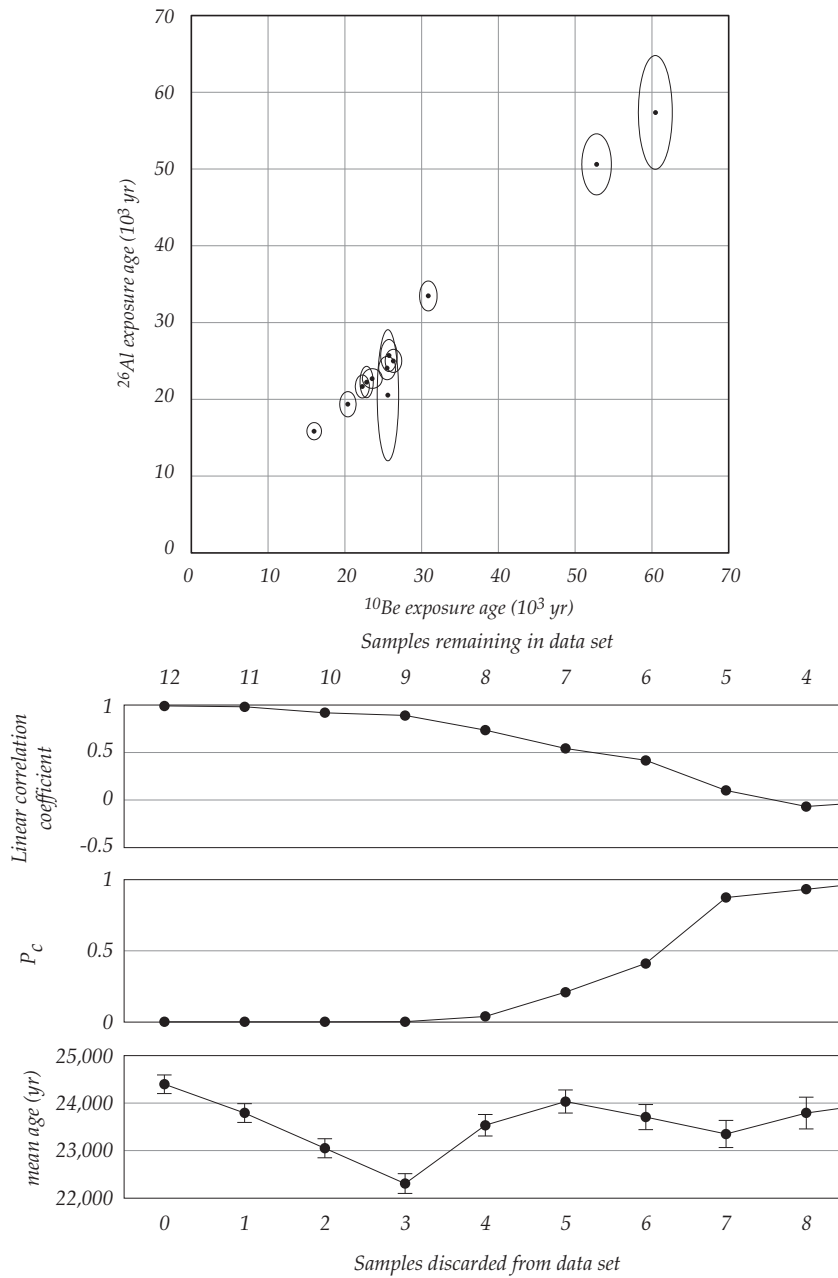 70
60
50
40
30
20
10
0
²⁶Al exposure age (10³ yr)
0 10 20 30 40 50 60 70
¹⁰Be exposure age (10³ yr)
Samples remaining in data set
12 11 10 9 8 7 6 5 4
Linear correlation
coefficient
1
0.5
0
-0.5
P_c
1
0.5
0
mean age (yr)
25,000
24,000
23,000
22,000
0 1 2 3 4 5 6 7 8
Samples discarded from data set